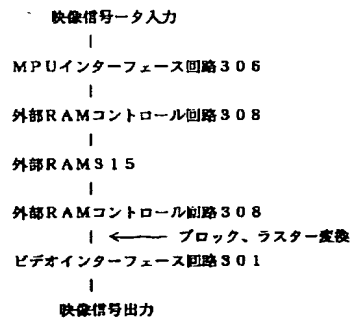 映像信号ータ入力
|
MPUインターフェース回路306
|
外部RAMコントロール回路308
|
外部RAM315
|
外部RAMコントロール回路308
| ← ブロック、ラスター変換
ビデオインターフェース回路301
|
映像信号出力